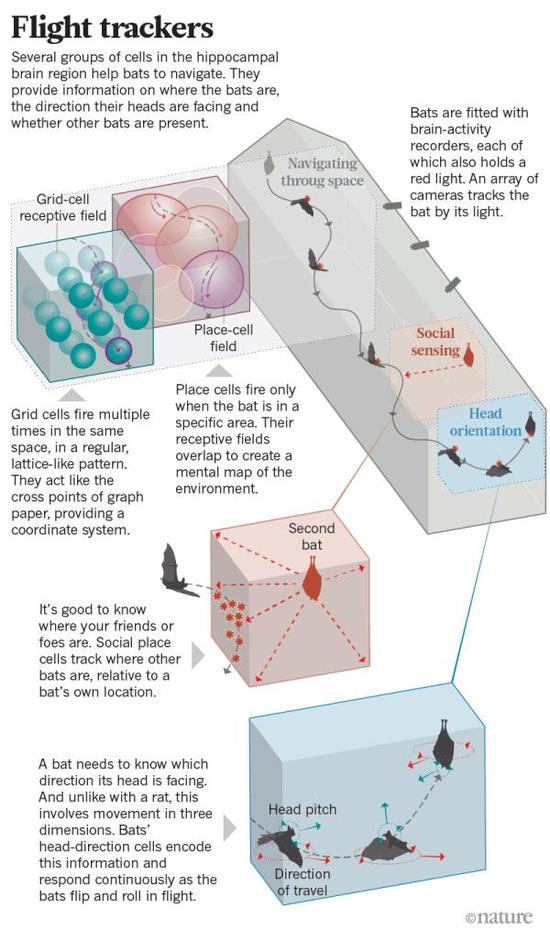 Flight trackers
Several groups of cells in the hippocampal
brain region help bats to navigate. They
provide information on where the bats are,
the direction their heads are facing and
whether other bats are present.
Bats are fitted with
brain-activity
recorders, each of
which also holds a
red light. An array of
cameras tracks the
bat by its light.
Navigating
throug space
Grid-cell
receptive field
Place-cell
field
Social
sensing
Head
orientation
Grid cells fire multiple
times in the same
space, in a regular,
lattice-like pattern.
They act like the
cross points of graph
paper, providing a
coordinate system.
Place cells fire only
when the bat is in a
specific area. Their
receptive fields
overlap to create a
mental map of the
environment.
Second
bat
It's good to know
where your friends or
foes are. Social place
cells track where other
bats are, relative to a
bat's own location.
A bat needs to know which
direction its head is facing.
And unlike with a rat, this
involves movement in three
dimensions. Bats'
head-direction cells encode
this information and
respond continuously as the
bats flip and roll in flight.
Head pitch
Direction
of travel
©nature